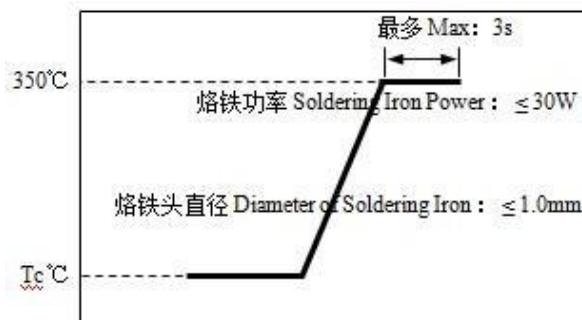 最多 Max：3s
350℃
烙铁功率 Soldering Iron Power：≤30W
烙铁头直径 Diameter of Soldering Iron：≤1.0mm
Tc℃